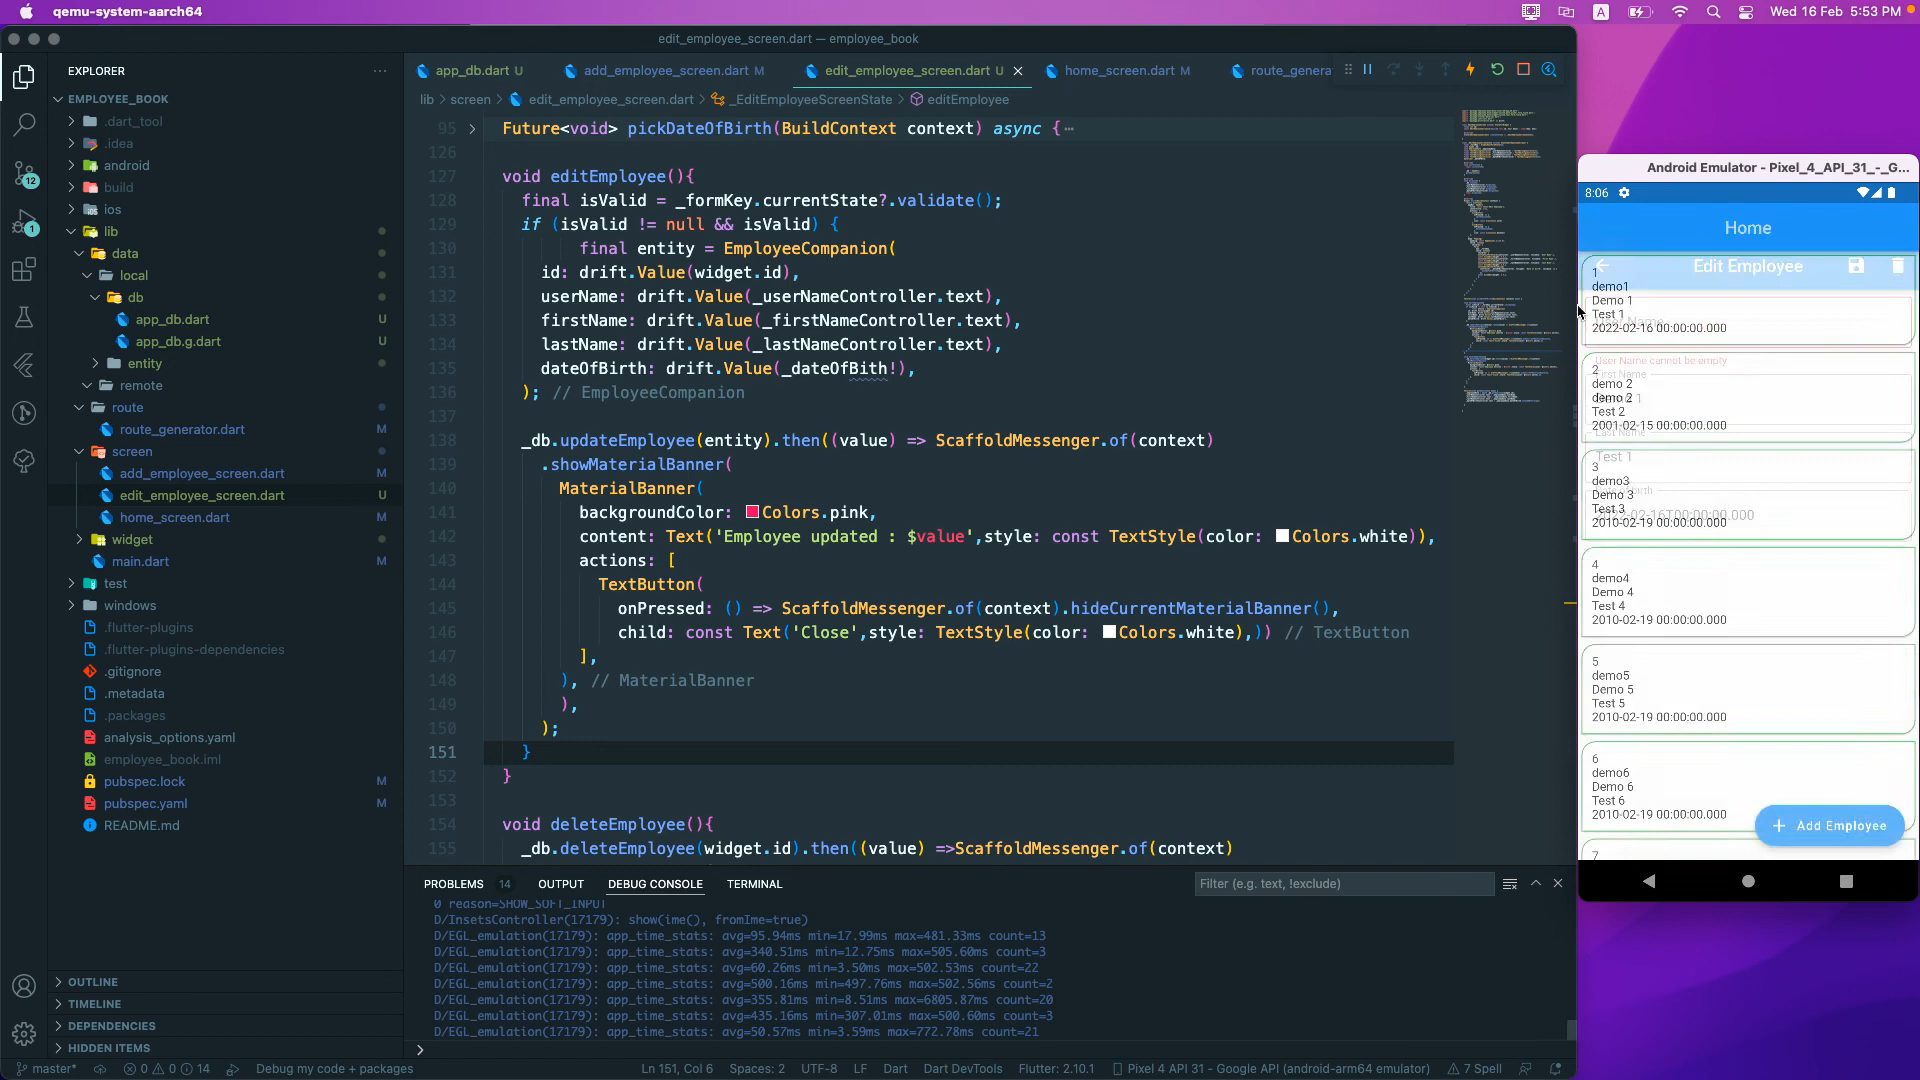 qemu-system-aarch64
A
Wed 16 Feb 5:53 PM
edit_employee_screen.dart — employee_book
EXPLORER
EMPLOYEE_BOOK
.dart_tool
.idea
android
build
ios
lib
data
local
db
app_db.dart U
app_db.g.dart U
entity
remote
route
route_generator.dart
screen
add_employee_screen.dart M
edit_employee_screen.dart U
home_screen.dart M
widget
main.dart M
test
windows
.flutter-plugins
.flutter-plugins-dependencies
.gitignore
.metadata
.packages
analysis_options.yaml
employee_book.iml
pubspec.lock M
pubspec.yaml M
README.md
OUTLINE
TIMELINE
DEPENDENCIES
HIDDEN ITEMS
12
1
app_db.dart U
add_employee_screen.dart M
edit_employee_screen.dart U
home_screen.dart M
route_genera
lib > screen > edit_employee_screen.dart > _EditEmployeeScreenState > editEmployee
95 Future<void> pickDateOfBirth(BuildContext context) async {
126
127 void editEmployee(){
128 final isValid = _formKey.currentState?.validate();
129 if (isValid != null && isValid) {
130 final entity = EmployeeCompanion(
131 id: drift.Value(widget.id),
132 userName: drift.Value(_userNameController.text),
133 firstName: drift.Value(_firstNameController.text),
134 lastName: drift.Value(_lastNameController.text),
135 dateOfBirth: drift.Value(_dateOfBith!),
136 ); // EmployeeCompanion
137
138 _db.updateEmployee(entity).then((value) => ScaffoldMessenger.of(context)
139 .showMaterialBanner(
140 MaterialBanner(
141 backgroundColor: Colors.pink,
142 content: Text('Employee updated : $value',style: const TextStyle(color: Colors.white)),
143 actions: [
144 TextButton(
145 onPressed: () => ScaffoldMessenger.of(context).hideCurrentMaterialBanner(),
146 child: const Text('Close',style: TextStyle(color: Colors.white),)) // TextButton
147 ],
148 ), // MaterialBanner
149 ),
150 );
151 }
152 }
153
154 void deleteEmployee(){
155 _db.deleteEmployee(widget.id).then((value) =>ScaffoldMessenger.of(context)
PROBLEMS 14 OUTPUT DEBUG CONSOLE TERMINAL
Filter (e.g. text, !exclude)
0 reason=SHOW_SOFT_INPUT
D/InsetsController(17179): show(ime(), fromIme=true)
D/EGL_emulation(17179): app_time_stats: avg=95.94ms min=17.99ms max=481.33ms count=13
D/EGL_emulation(17179): app_time_stats: avg=340.51ms min=12.75ms max=505.60ms count=3
D/EGL_emulation(17179): app_time_stats: avg=60.26ms min=3.50ms max=502.53ms count=22
D/EGL_emulation(17179): app_time_stats: avg=500.16ms min=497.76ms max=502.56ms count=2
D/EGL_emulation(17179): app_time_stats: avg=355.81ms min=8.51ms max=6805.87ms count=20
D/EGL_emulation(17179): app_time_stats: avg=435.16ms min=307.01ms max=500.60ms count=3
D/EGL_emulation(17179): app_time_stats: avg=50.57ms min=3.59ms max=772.78ms count=21
master* 0 0 14 Debug my code + packages
Ln 151, Col 6 Spaces: 2 UTF-8 LF Dart Dart DevTools Flutter: 2.10.1 Pixel 4 API 31 - Google API (android-arm64 emulator) 7 Spell
Android Emulator - Pixel_4_API_31_-_G...
8:06
Home
Edit Employee
1
demo1
Demo 1
Test 1
2022-02-16 00:00:00.000
User Name
User Name cannot be empty
First Name
2
demo 2
demo 2
Test 2
2001-02-15 00:00:00.000
Last Name
Test 1
3
demo3
Demo 3
Test 3
2010-02-19 00:00:00.000
4
demo4
Demo 4
Test 4
2010-02-19 00:00:00.000
5
demo5
Demo 5
Test 5
2010-02-19 00:00:00.000
6
demo6
Demo 6
Test 6
2010-02-19 00:00:00.000
Add Employee
7